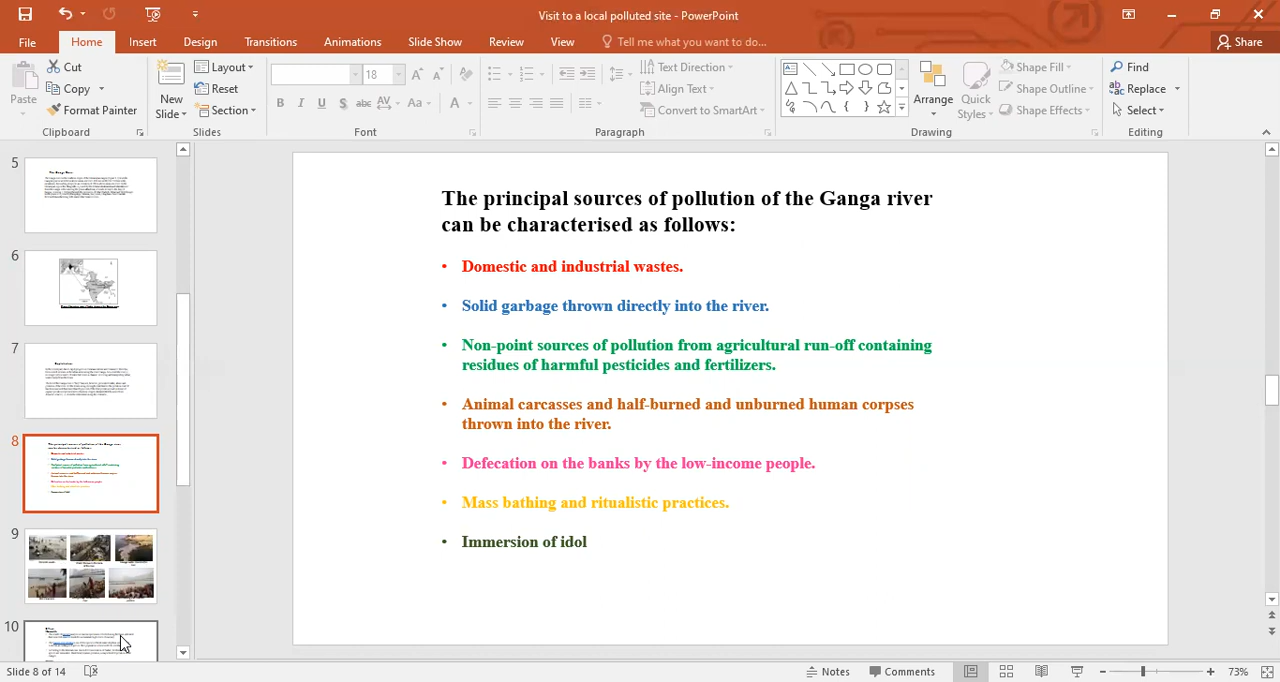 Visit to a local polluted site - PowerPoint
File Home Insert Design Transitions Animations Slide Show Review View Tell me what you want to do... Share
Paste Cut Copy Format Painter
Clipboard
New Slide Layout Reset Section
Slides
18
B I U S abc AV Aa A
Font
Text Direction Align Text Convert to SmartArt
Paragraph
Arrange Quick Styles Shape Fill Shape Outline Shape Effects
Drawing
Find Replace Select
Editing
5
6
7
8
9
10
The principal sources of pollution of the Ganga river
can be characterised as follows:
• Domestic and industrial wastes.
• Solid garbage thrown directly into the river.
• Non-point sources of pollution from agricultural run-off containing
residues of harmful pesticides and fertilizers.
• Animal carcasses and half-burned and unburned human corpses
thrown into the river.
• Defecation on the banks by the low-income people.
• Mass bathing and ritualistic practices.
• Immersion of idol
Slide 8 of 14 Notes Comments 73%